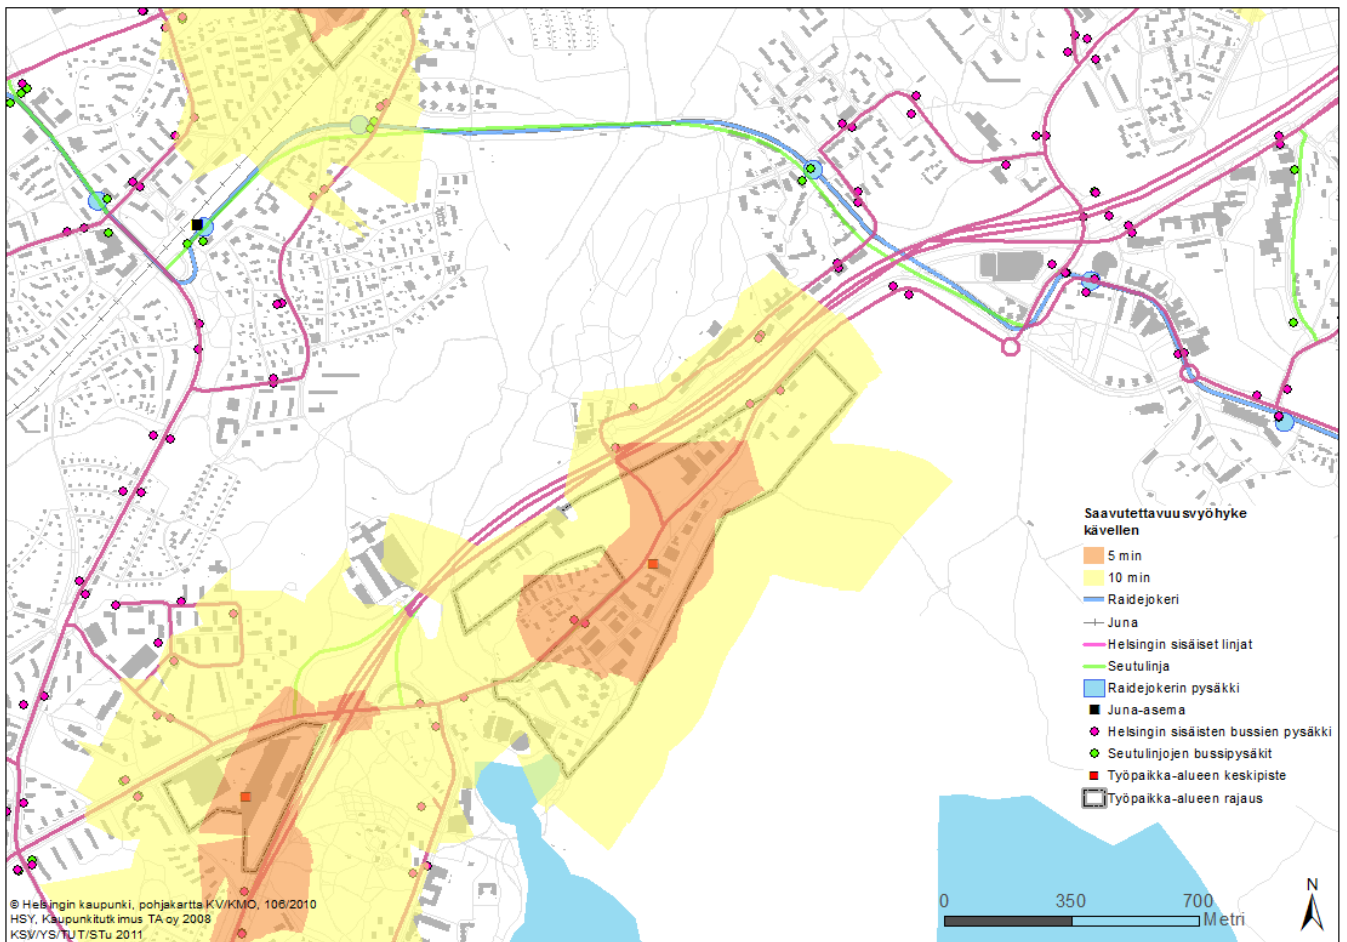 Saavutettavuusvyöhyke
kävellen
5 min
10 min
Raidejokeri
Juna
Helsingin sisäiset linjat
Seutulinja
Raidejokerin pysäkki
Juna-asema
Helsingin sisäisten bussien pysäkki
Seutulinjojen bussipysäkit
Työpaikka-alueen keskipiste
Työpaikka-alueen rajaus
© Helsingin kaupunki, pohjakartta KV/KMO, 106/2010
HSY, Kaupunkitutkimus TA oy 2008
KSV/YS/TUT/STu 2011
0 350 700
Metri
N